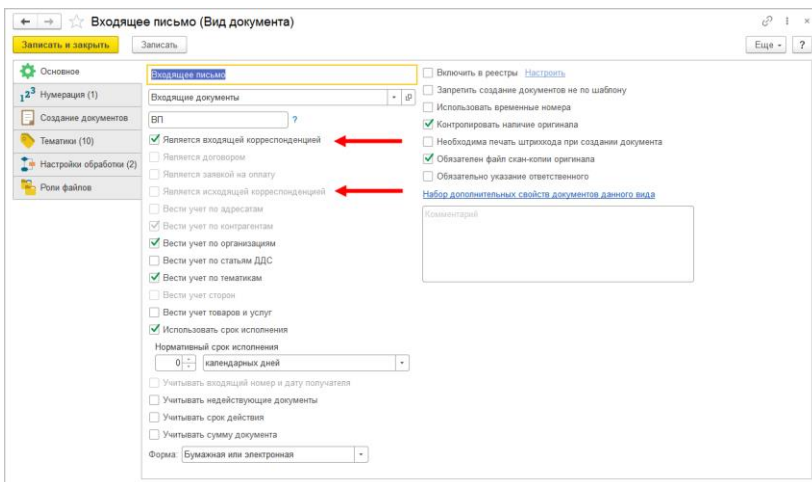 Входящее письмо (Вид документа)
Записать и закрыть
Записать
Еще
?
Основное
Нумерация (1)
Создание документов
Тематики (10)
Настройки обработки (2)
Роли файлов
Входящее письмо
Входящие документы
ВП
?
Является входящей корреспонденцией
Является договором
Является заявкой на оплату
Является исходящей корреспонденцией
Вести учет по адресатам
Вести учет по контрагентам
Вести учет по организациям
Вести учет по статьям ДДС
Вести учет по тематикам
Вести учет сторон
Вести учет товаров и услуг
Использовать срок исполнения
Нормативный срок исполнения
0 календарных дней
Учитывать входящий номер и дату получателя
Учитывать недействующие документы
Учитывать срок действия
Учитывать сумму документа
Форма: Бумажная или электронная
Включить в реестры Настроить
Запретить создание документов не по шаблону
Использовать временные номера
Контролировать наличие оригинала
Необходима печать штрихкода при создании документа
Обязателен файл скан-копии оригинала
Обязательно указание ответственного
Набор дополнительных свойств документов данного вида
Комментарий